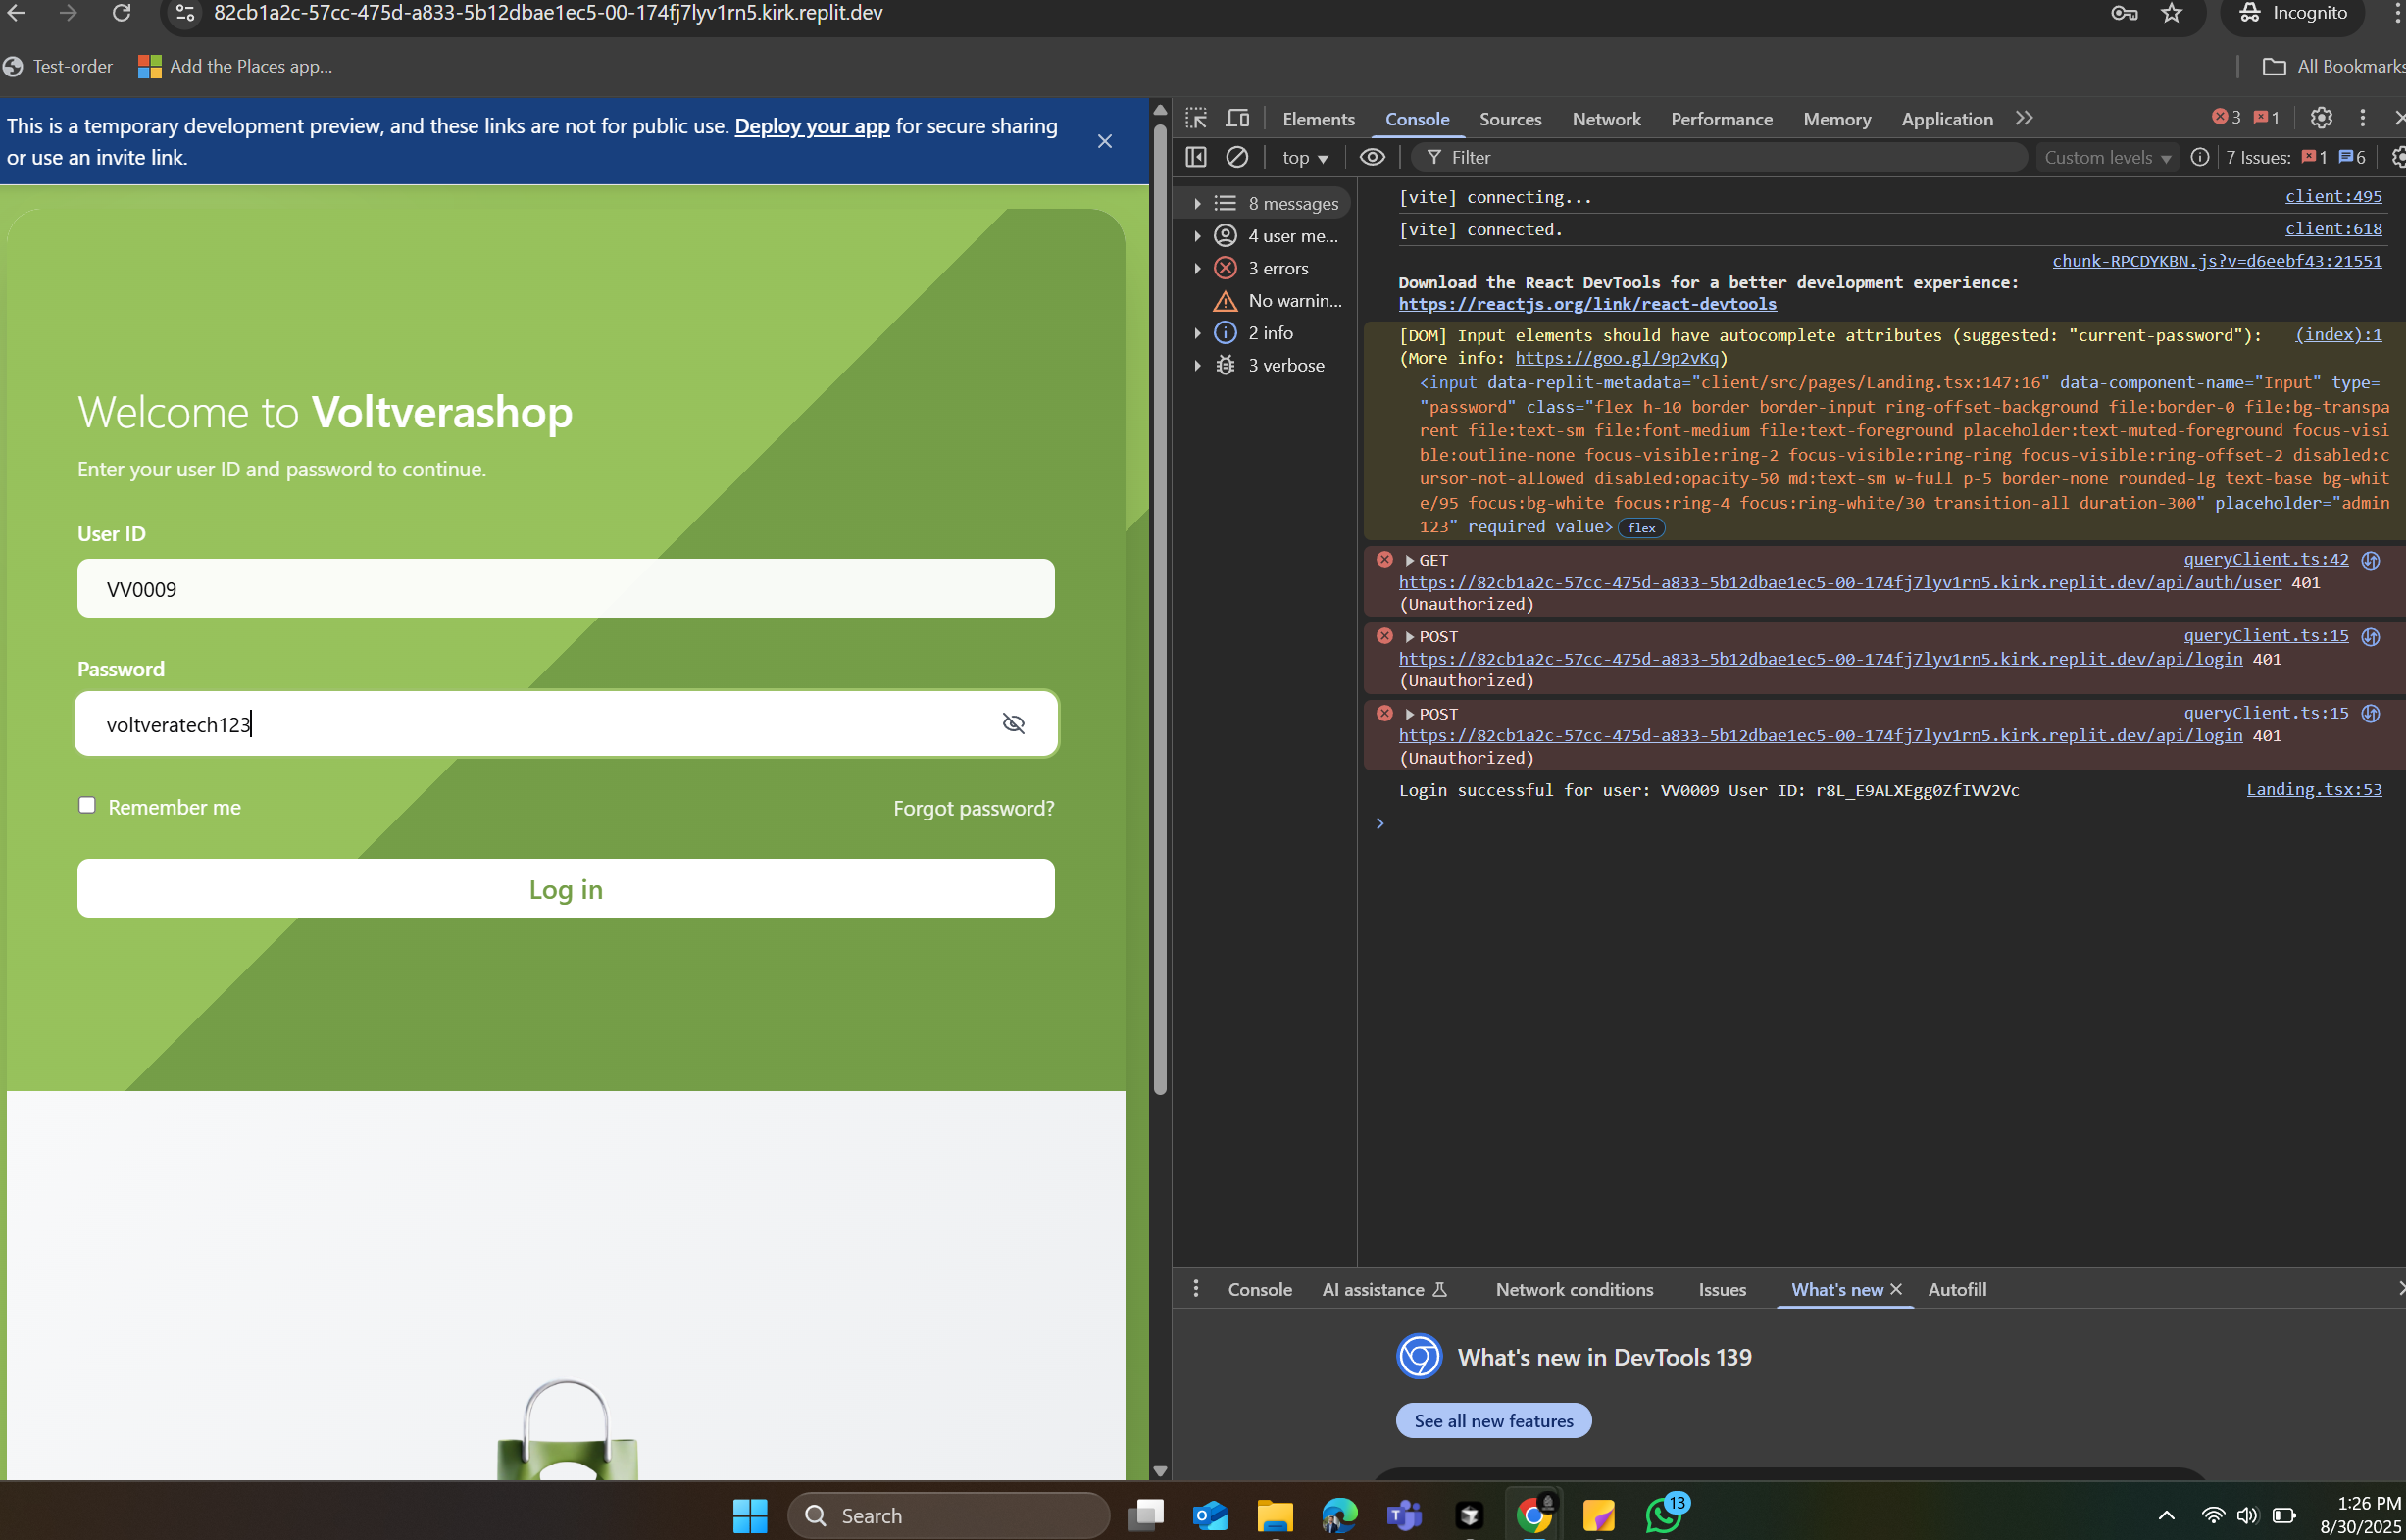 82cb1a2c-57cc-475d-a833-5b12dbae1ec5-00-174fj7lyv1rn5.kirk.replit.dev
Incognito
Test-order
Add the Places app...
All Bookmarks
This is a temporary development preview, and these links are not for public use. Deploy your app for secure sharing
or use an invite link.
Welcome to Voltverashop
Enter your user ID and password to continue.
User ID
VV0009
Password
voltveratech123
Remember me
Forgot password?
Log in
Elements Console Sources Network Performance Memory Application
3 1
top Filter Custom levels 7 Issues: 1 6
8 messages
4 user me...
3 errors
No warnin...
2 info
3 verbose
[vite] connecting... client:495
[vite] connected. client:618
chunk-RPCDYKBN.js?v=d6eebf43:21551
Download the React DevTools for a better development experience:
https://reactjs.org/link/react-devtools
[DOM] Input elements should have autocomplete attributes (suggested: "current-password"): (index):1
(More info: https://goo.gl/9p2vKq)
<input data-replit-metadata="client/src/pages/Landing.tsx:147:16" data-component-name="Input" type=
"password" class="flex h-10 border border-input ring-offset-background file:border-0 file:bg-transpa
rent file:text-sm file:font-medium file:text-foreground placeholder:text-muted-foreground focus-visi
ble:outline-none focus-visible:ring-2 focus-visible:ring-ring focus-visible:ring-offset-2 disabled:c
ursor-not-allowed disabled:opacity-50 md:text-sm w-full p-5 border-none rounded-lg text-base bg-whit
e/95 focus:bg-white focus:ring-4 focus:ring-white/30 transition-all duration-300" placeholder="admin
123" required value> flex
GET queryClient.ts:42
https://82cb1a2c-57cc-475d-a833-5b12dbae1ec5-00-174fj7lyv1rn5.kirk.replit.dev/api/auth/user 401
(Unauthorized)
POST queryClient.ts:15
https://82cb1a2c-57cc-475d-a833-5b12dbae1ec5-00-174fj7lyv1rn5.kirk.replit.dev/api/login 401
(Unauthorized)
POST queryClient.ts:15
https://82cb1a2c-57cc-475d-a833-5b12dbae1ec5-00-174fj7lyv1rn5.kirk.replit.dev/api/login 401
(Unauthorized)
Login successful for user: VV0009 User ID: r8L_E9ALXEgg0ZfIVV2Vc Landing.tsx:53
Console AI assistance Network conditions Issues What's new Autofill
What's new in DevTools 139
See all new features
Search
13
1:26 PM
8/30/2025